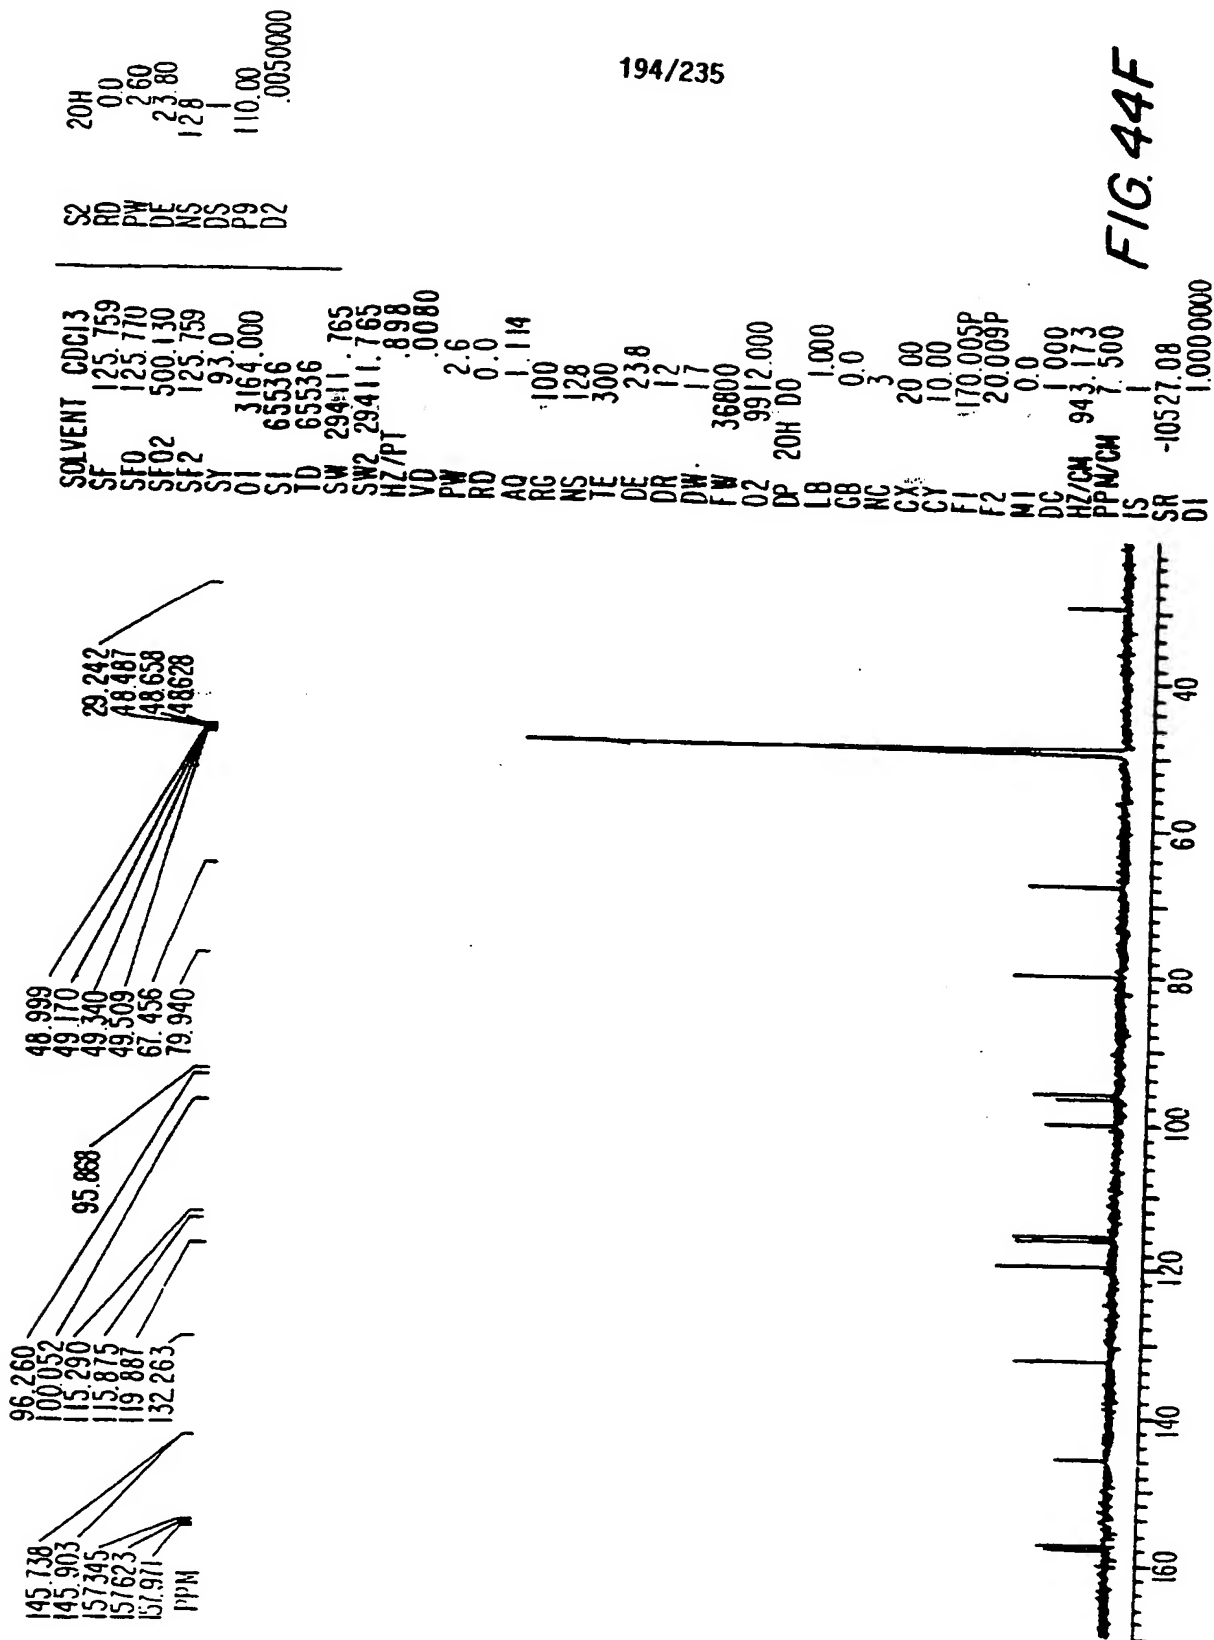 194/235
145.738
145.903
157.345
157.623
157.971
PPM
96.260
100.052
115.290
115.875
119.887
132.263
95.868
48.999
49.170
49.340
49.509
67.456
79.940
29.242
48.487
48.658
48.628
SOLVENT CDCl3
SF 125.759
SFO 125.770
SFO2 500.130
SF2 125.759
SY 93.0
O1 3164.000
SI 65536
TD 65536
SW 29411.765
SW2 29411.765
HZ/PT .898
VD .0080
PW 2.6
RD 0.0
AQ 1.114
RG 100
NS 128
TE 300
DE 23.8
DR 12
DW 17
FW 36800
O2 9912.000
DP 20H DO
LB 1.000
GB 0.0
NC 3
CX 20.00
CY 10.00
F1 170.005P
F2 20.009P
M1 0.0
DC 1.000
HZ/CM 943.173
PPM/CM 7.500
IS 1
SR -10527.08
D1 1.0000000
S2 20H
RD 0.0
PW 2.60
DE 23.80
NS 128
DS 1
P9 110.00
D2 .0050000
160 140 120 100 80 60 40
FIG. 44F